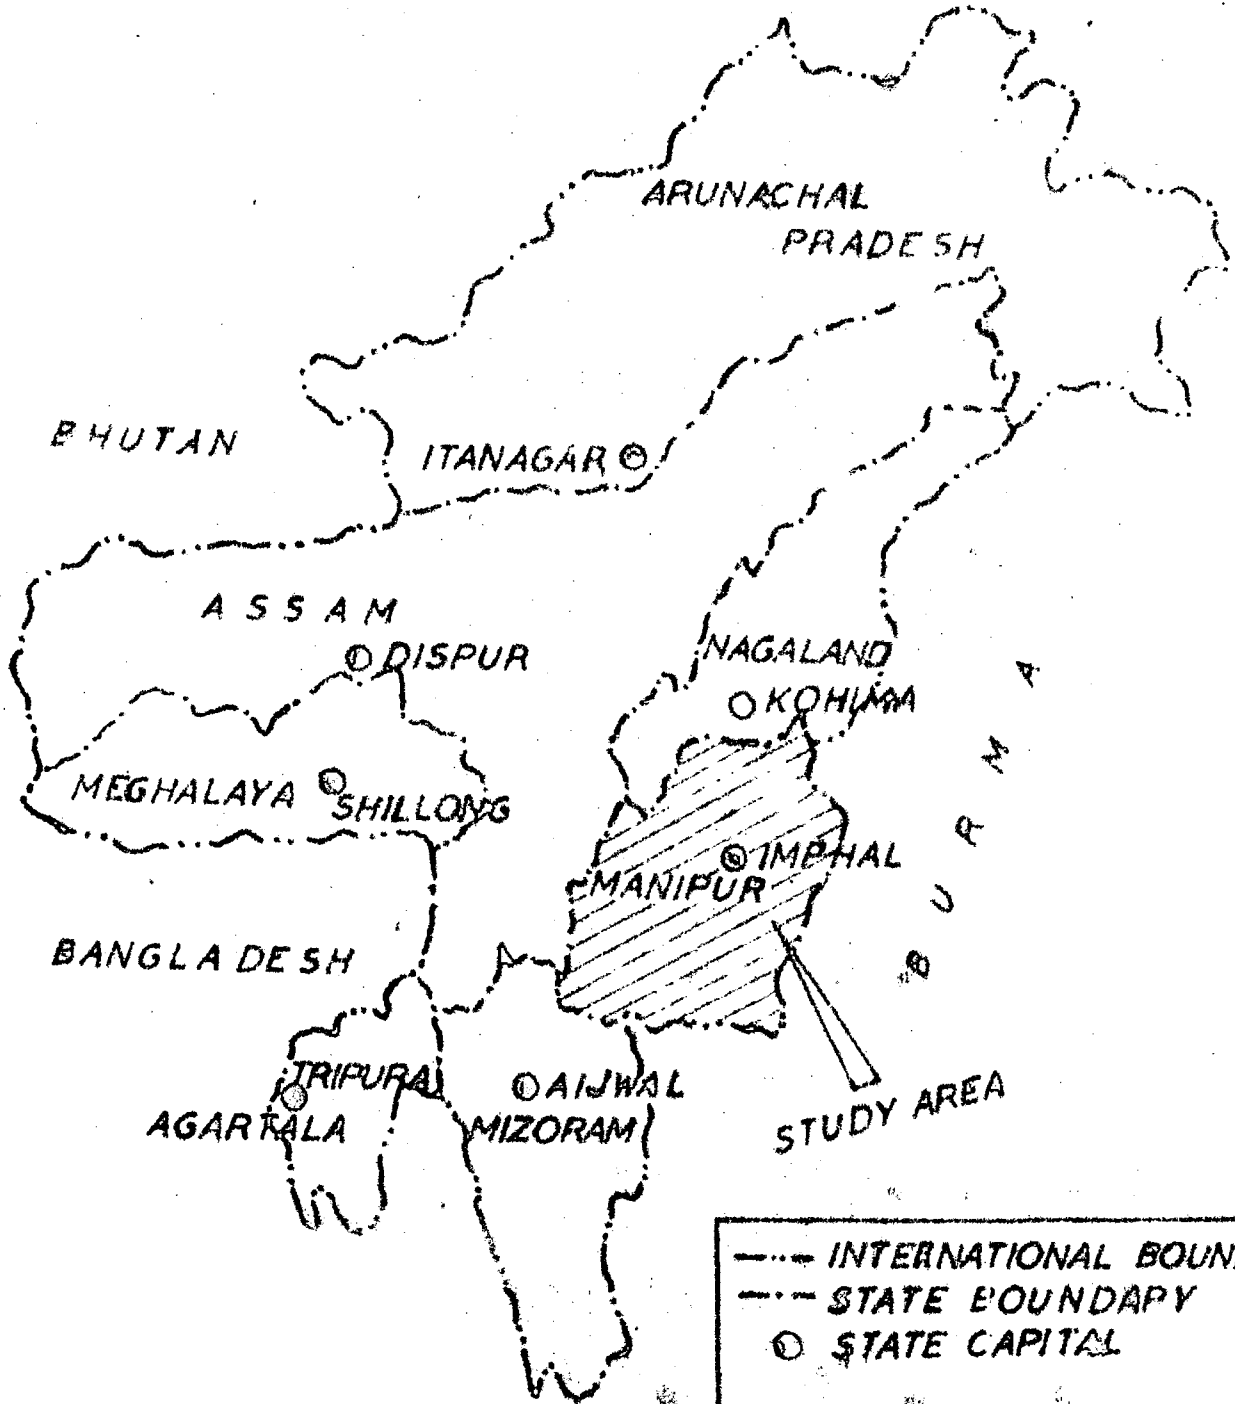 ARUNACHAL
PRADESH
BHUTAN
ITANAGAR
ASSAM
DISPUR
NAGALAND
KOHIMA
MEGHALAYA
SHILLONG
IMPHAL
MANIPUR
BURMA
BANGLADESH
TRIPURA
AIJWAL
AGARTALA
MIZORAM
STUDY AREA
INTERNATIONAL BOUN
STATE BOUNDARY
STATE CAPITAL